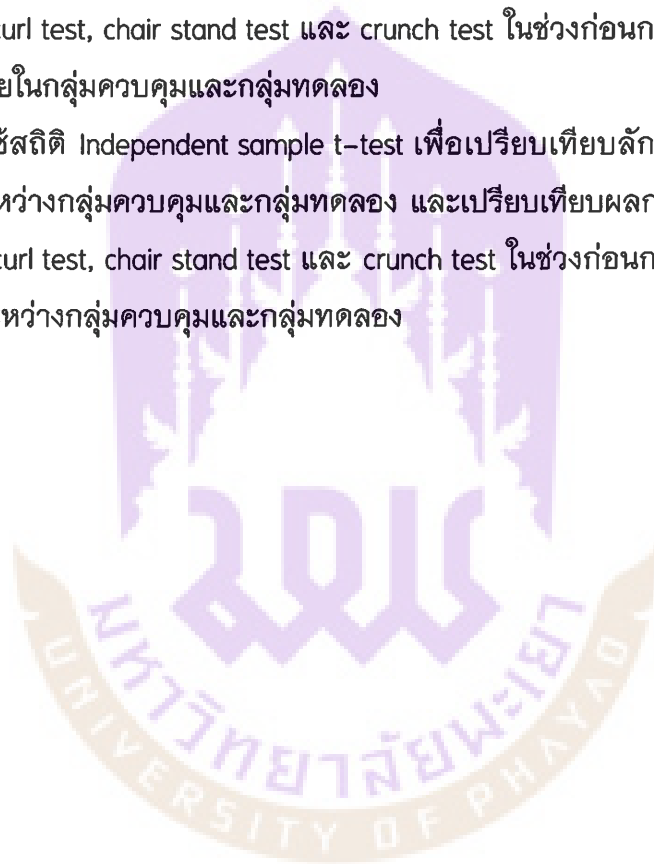 curl test, chair stand test และ crunch test ในช่วงก่อนก
ยในกลุ่มควบคุมและกลุ่มทดลอง
ช้สถิติ Independent sample t-test เพื่อเปรียบเทียบลัก
หว่างกลุ่มควบคุมและกลุ่มทดลอง และเปรียบเทียบผลก
curl test, chair stand test และ crunch test ในช่วงก่อนก
หว่างกลุ่มควบคุมและกลุ่มทดลอง
มพ
มหาวิทยาลัยพะเยา
UNIVERSITY OF PHAYAO